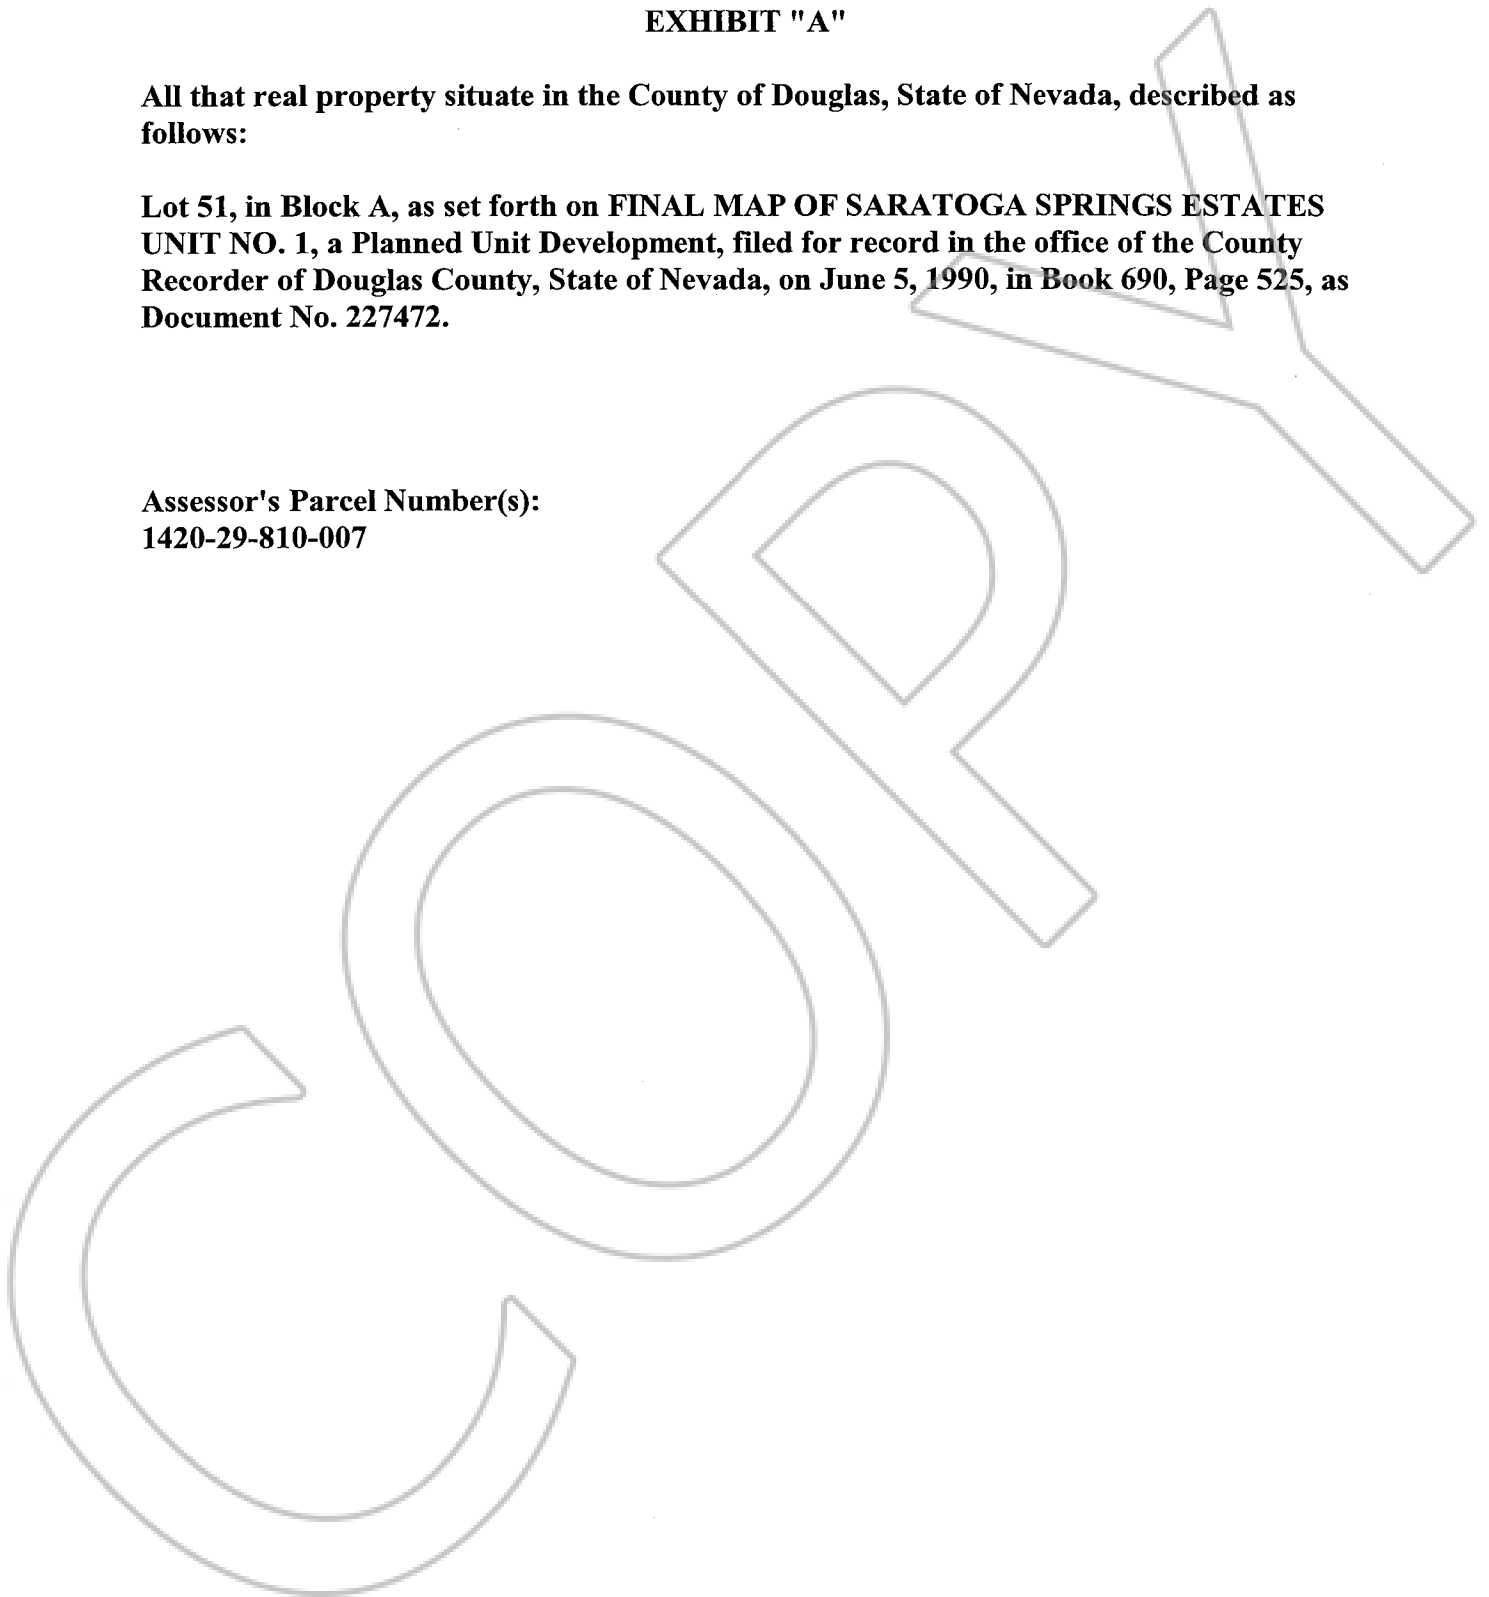 EXHIBIT "A"
All that real property situate in the County of Douglas, State of Nevada, described as
follows:
Lot 51, in Block A, as set forth on FINAL MAP OF SARATOGA SPRINGS ESTATES
UNIT NO. 1, a Planned Unit Development, filed for record in the office of the County
Recorder of Douglas County, State of Nevada, on June 5, 1990, in Book 690, Page 525, as
Document No. 227472.
Assessor's Parcel Number(s):
1420-29-810-007
COPY